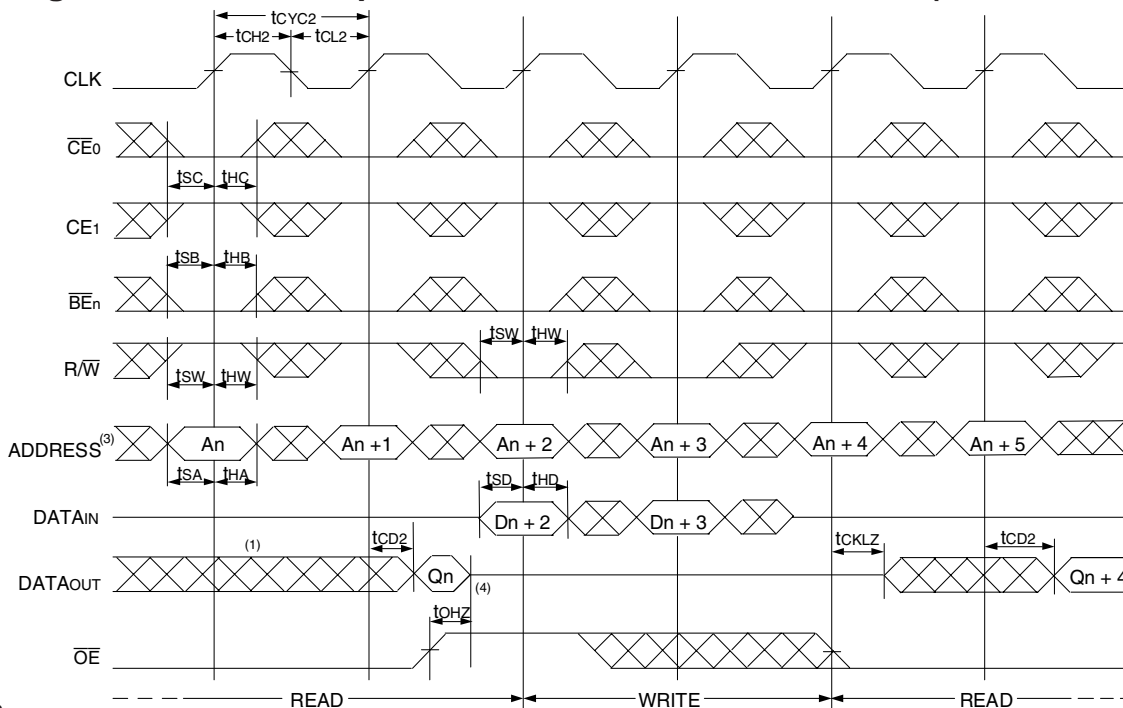 tCYC2
tCH2 tCL2
CLK
CE0
tSC tHC
CE1
tSB tHB
BEn
tSW tHW
R/W
tSW tHW
ADDRESS(3) An An + 1 An + 2 An + 3 An + 4 An + 5
tSA tHA
tSD tHD
DATAIN Dn + 2 Dn + 3
tCD2 tCKLZ tCD2
(1)
DATAOUT Qn Qn + 4
(4)
tOHZ
OE
READ WRITE READ